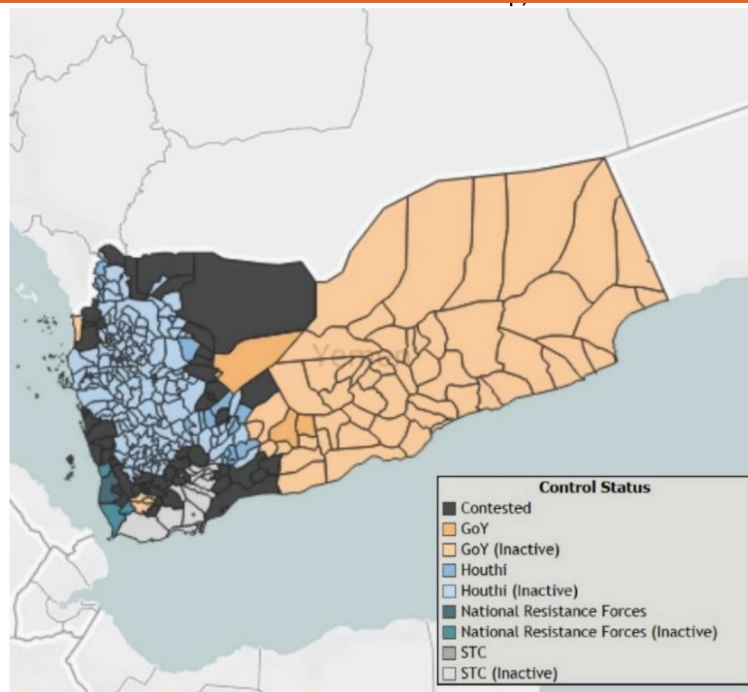 Yemen
Control Status
Contested
GoY
GoY (Inactive)
Houthi
Houthi (Inactive)
National Resistance Forces
National Resistance Forces (Inactive)
STC
STC (Inactive)